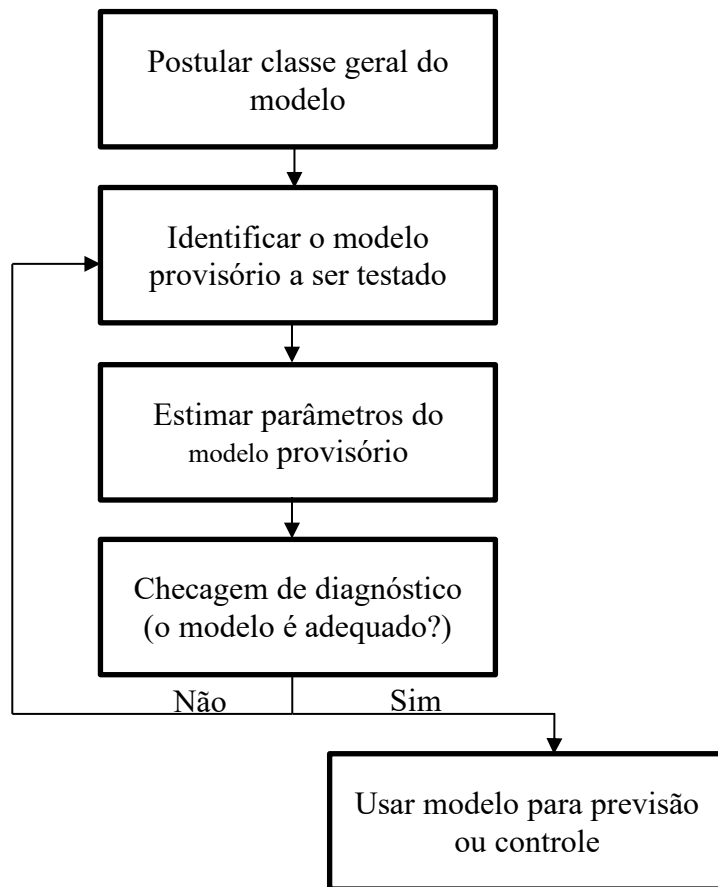 Postular classe geral do
modelo
Identificar o modelo
provisório a ser testado
Estimar parâmetros do
modelo provisório
Checagem de diagnóstico
(o modelo é adequado?)
Não
Sim
Usar modelo para previsão
ou controle